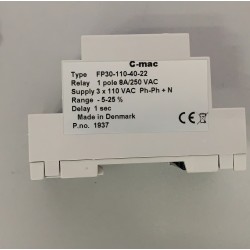 C-mac
Type FP30-110-40-22
Relay 1 pole 8A/250 VAC
Supply 3 x 110 VAC Ph-Ph + N
Range - 5-25 %
Delay 1 sec
Made in Denmark
P.no. 1937